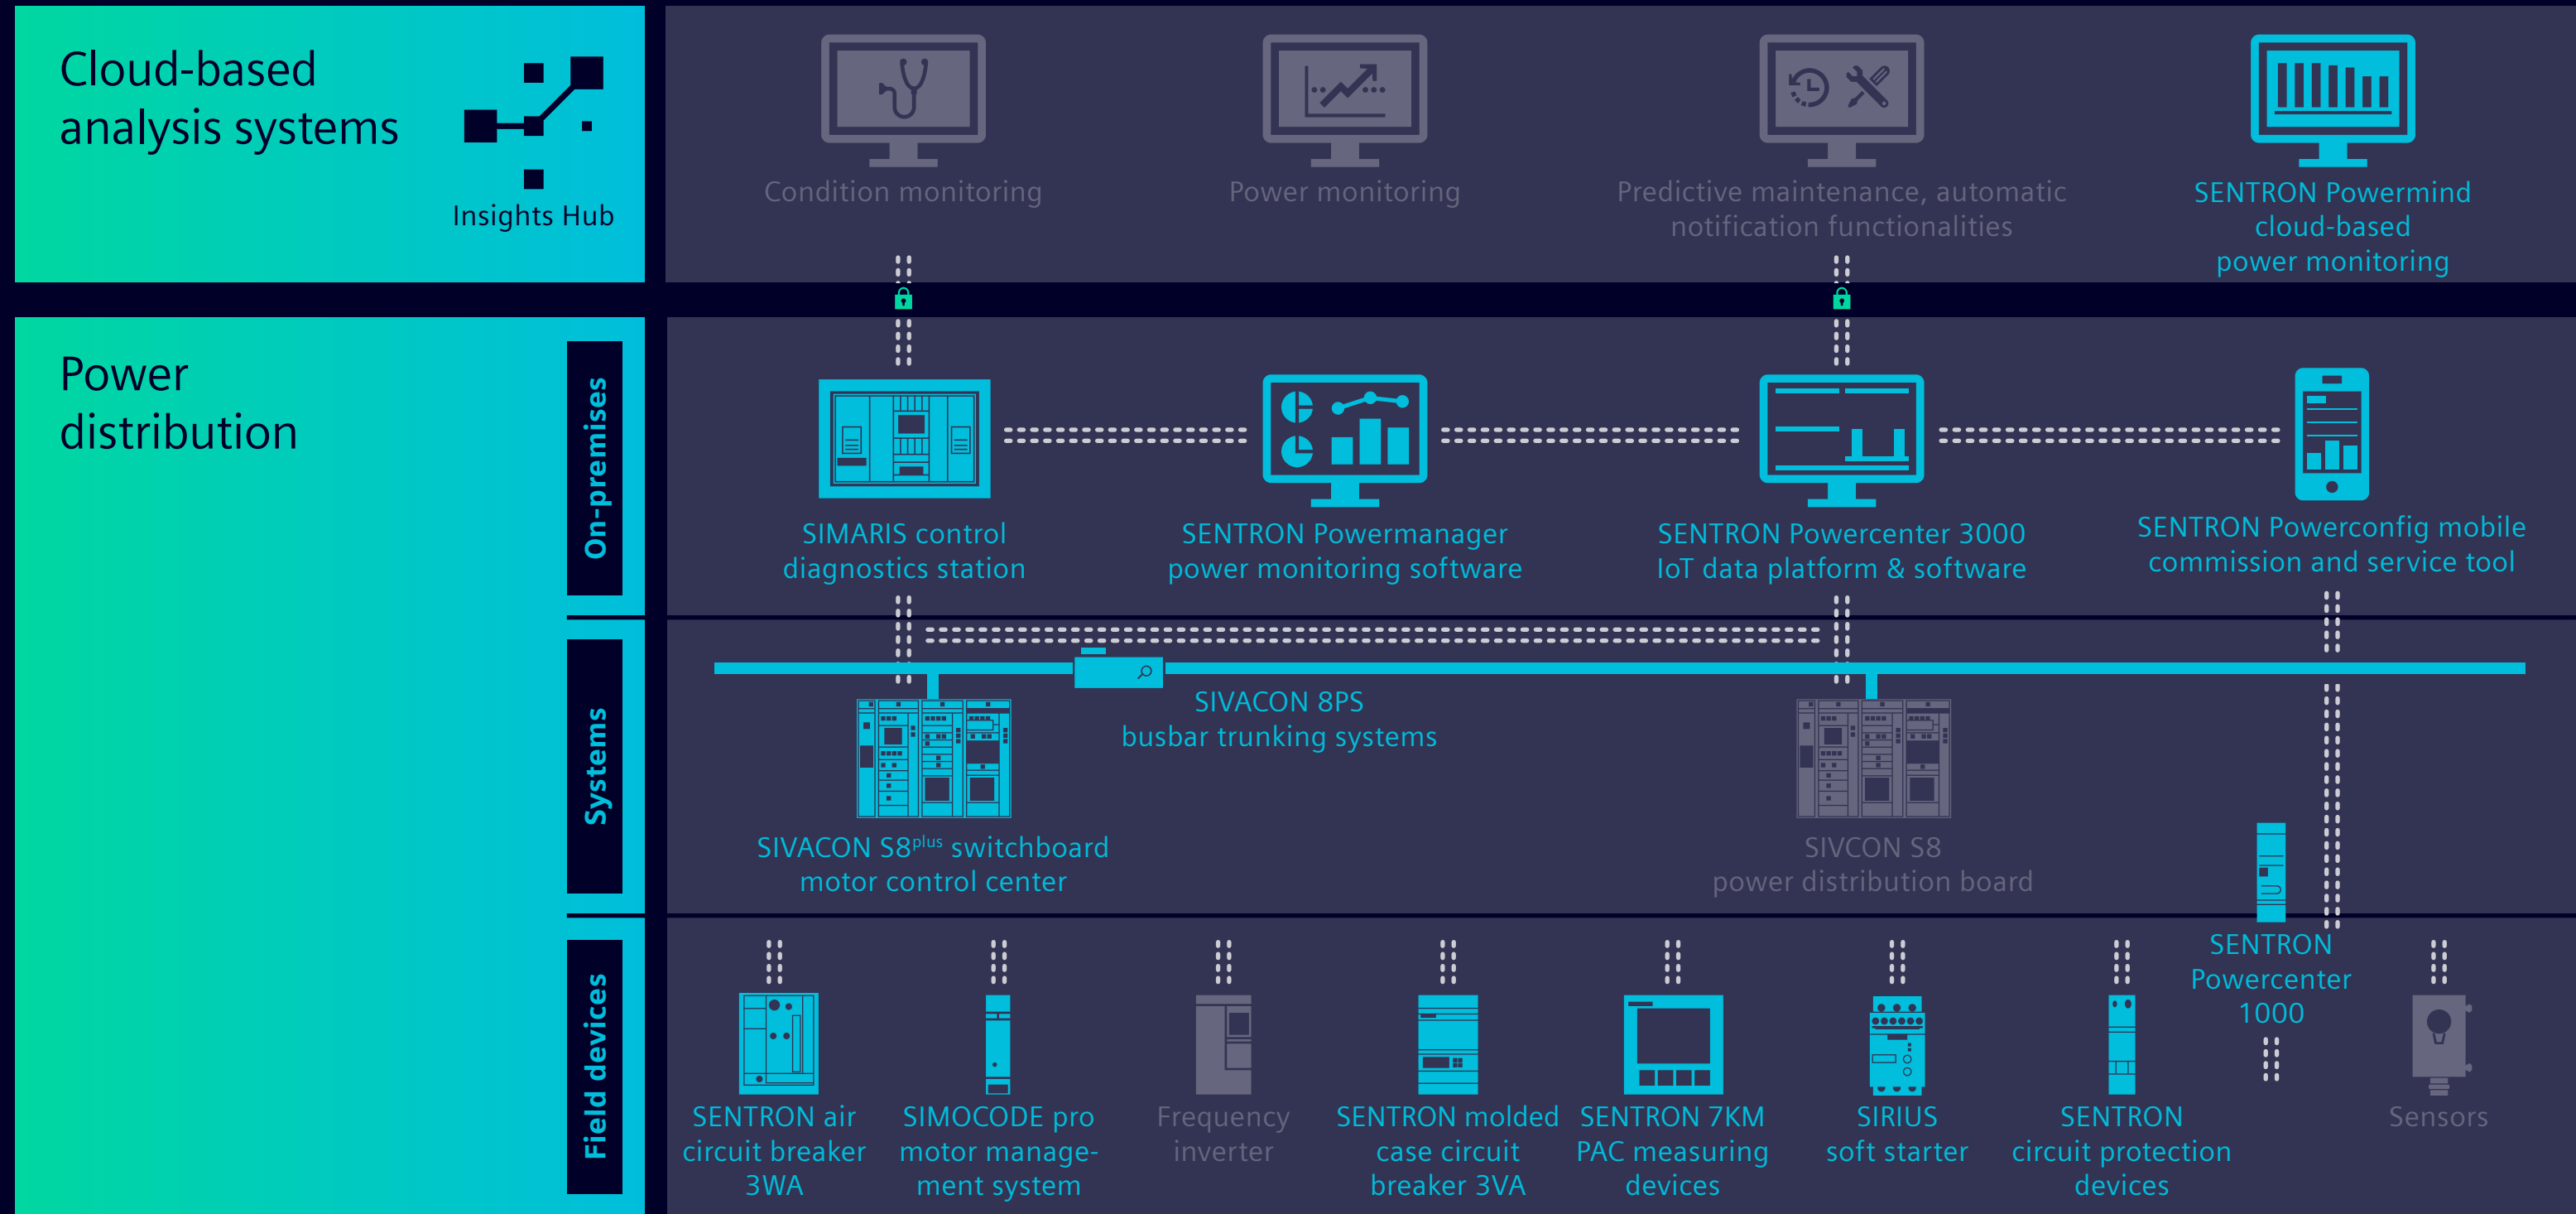 Cloud-based
analysis systems
Insights Hub
Condition monitoring
Power monitoring
Predictive maintenance, automatic
notification functionalities
SENTRON Powermind
cloud-based
power monitoring
Power
distribution
On-premises
SIMARIS control
diagnostics station
SENTRON Powermanager
power monitoring software
SENTRON Powercenter 3000
IoT data platform & software
SENTRON Powerconfig mobile
commission and service tool
Systems
SIVACON 8PS
busbar trunking systems
SIVACON S8plus switchboard
motor control center
SIVCON S8
power distribution board
Field devices
SENTRON air
circuit breaker
3WA
SIMOCODE pro
motor manage-
ment system
Frequency
inverter
SENTRON molded
case circuit
breaker 3VA
SENTRON 7KM
PAC measuring
devices
SIRIUS
soft starter
SENTRON
circuit protection
devices
SENTRON
Powercenter
1000
Sensors